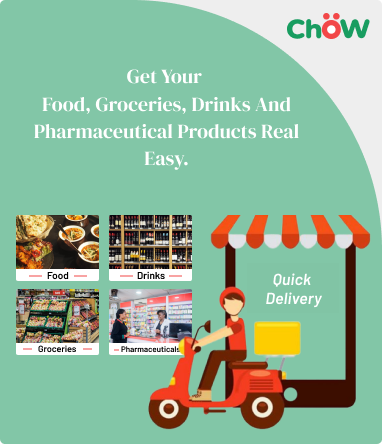 Chow
Get Your
Food, Groceries, Drinks And
Pharmaceutical Products Real
Easy.
Food
Drinks
Groceries
Pharmaceuticals
Quick
Delivery